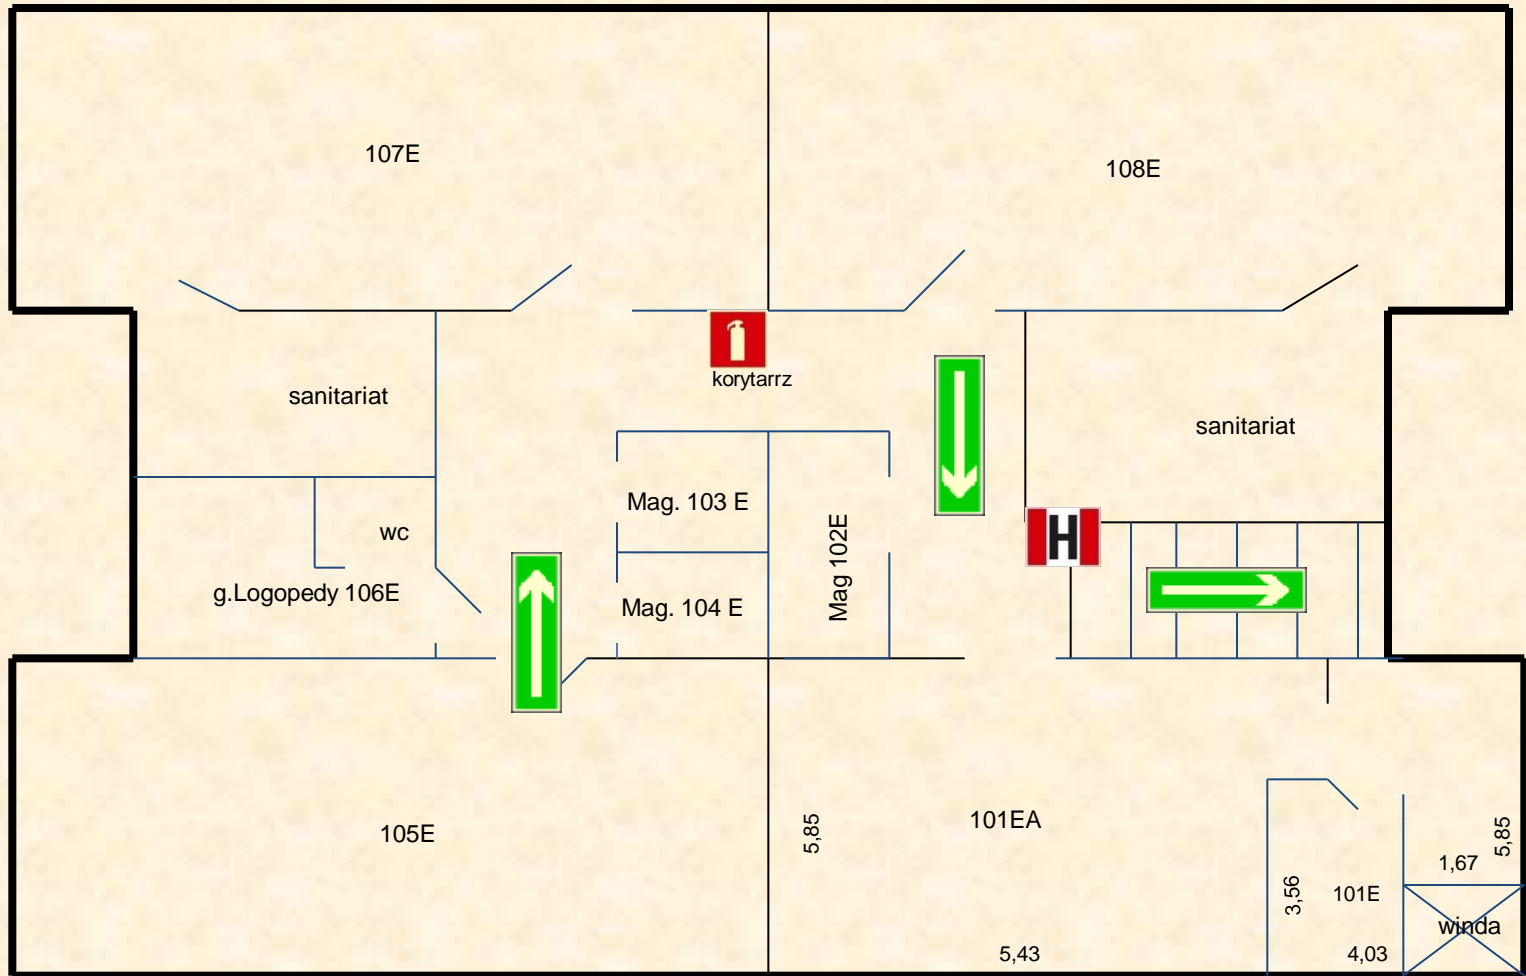 107E
108E
korytarrz
sanitariat
sanitariat
H
Mag. 103 E
wc
Mag 102E
g.Logopedy 106E
Mag. 104 E
105E
5,85
101EA
5,85
1,67
3,56
101E
winda
5,43
4,03